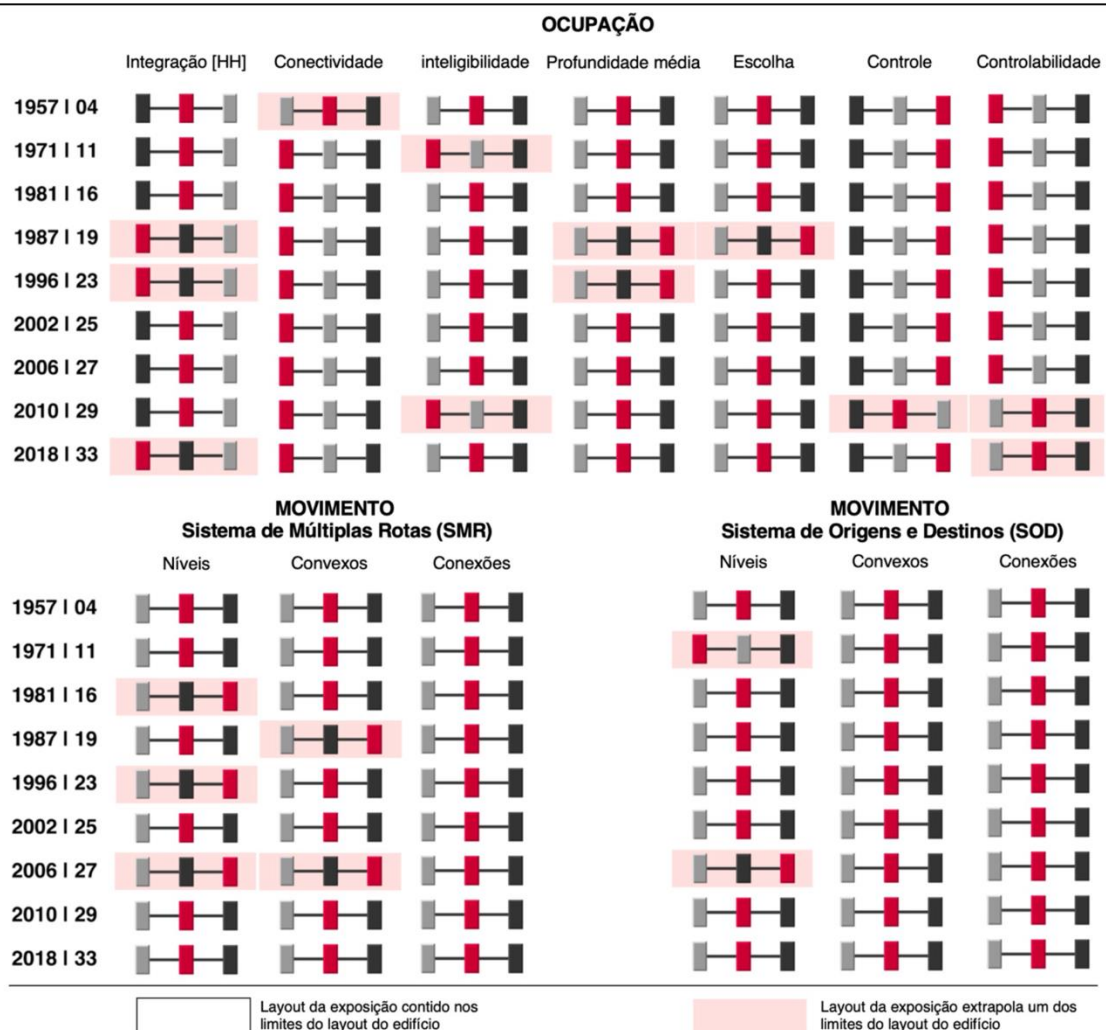 OCUPAÇÃO
Integração [HH] Conectividade inteligibilidade Profundidade média Escolha Controle Controlabilidade
1957 I 04
1971 I 11
1981 I 16
1987 I 19
1996 I 23
2002 I 25
2006 I 27
2010 I 29
2018 I 33
MOVIMENTO
Sistema de Múltiplas Rotas (SMR)
Níveis Convexos Conexões
MOVIMENTO
Sistema de Origens e Destinos (SOD)
Níveis Convexos Conexões
1957 I 04
1971 I 11
1981 I 16
1987 I 19
1996 I 23
2002 I 25
2006 I 27
2010 I 29
2018 I 33
Layout da exposição contido nos
limites do layout do edifício
Layout da exposição extrapola um dos
limites do layout do edifício